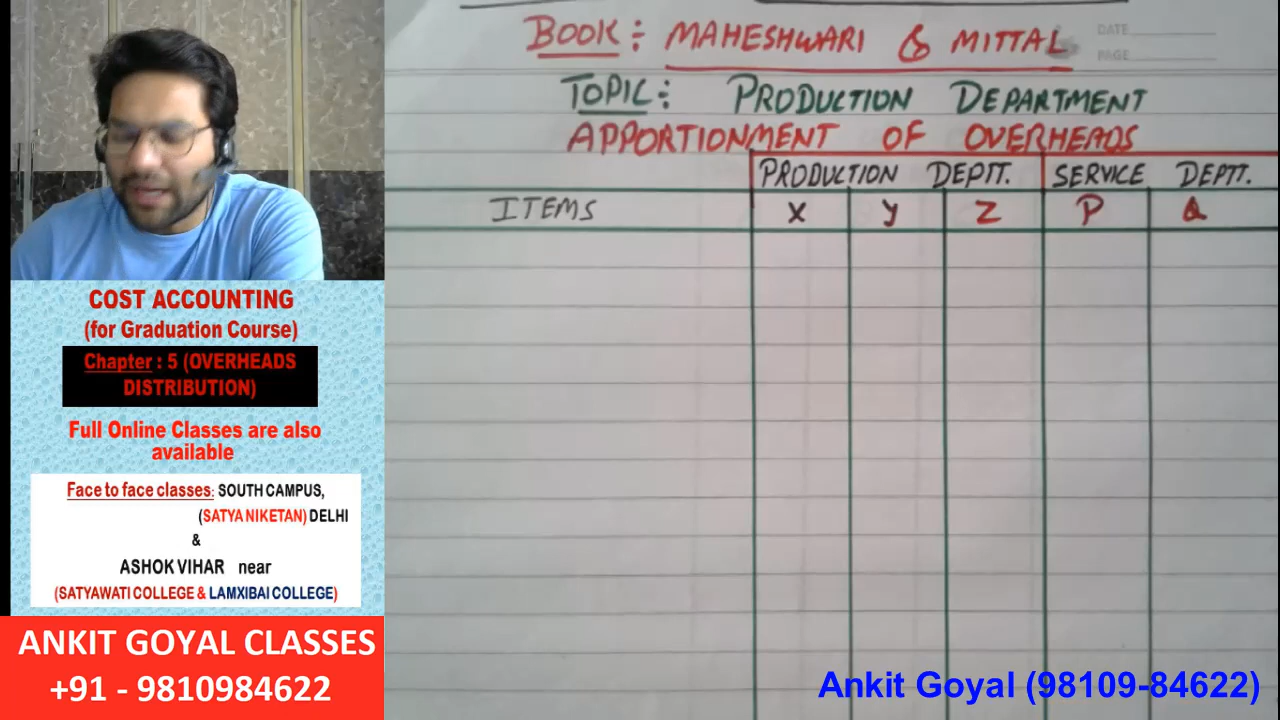 BOOK: MAHESHWARI & MITTAL
DATE
PAGE
TOPIC: PRODUCTION DEPARTMENT
APPORTIONMENT OF OVERHEADS
PRODUCTION DEPTT. SERVICE DEPTT.
ITEMS X Y Z P Q
COST ACCOUNTING
(for Graduation Course)
Chapter : 5 (OVERHEADS
DISTRIBUTION)
Full Online Classes are also
available
Face to face classes: SOUTH CAMPUS,
(SATYA NIKETAN) DELHI
&
ASHOK VIHAR near
(SATYAWATI COLLEGE & LAMXIBAI COLLEGE)
ANKIT GOYAL CLASSES
+91 - 9810984622
Ankit Goyal (98109-84622)